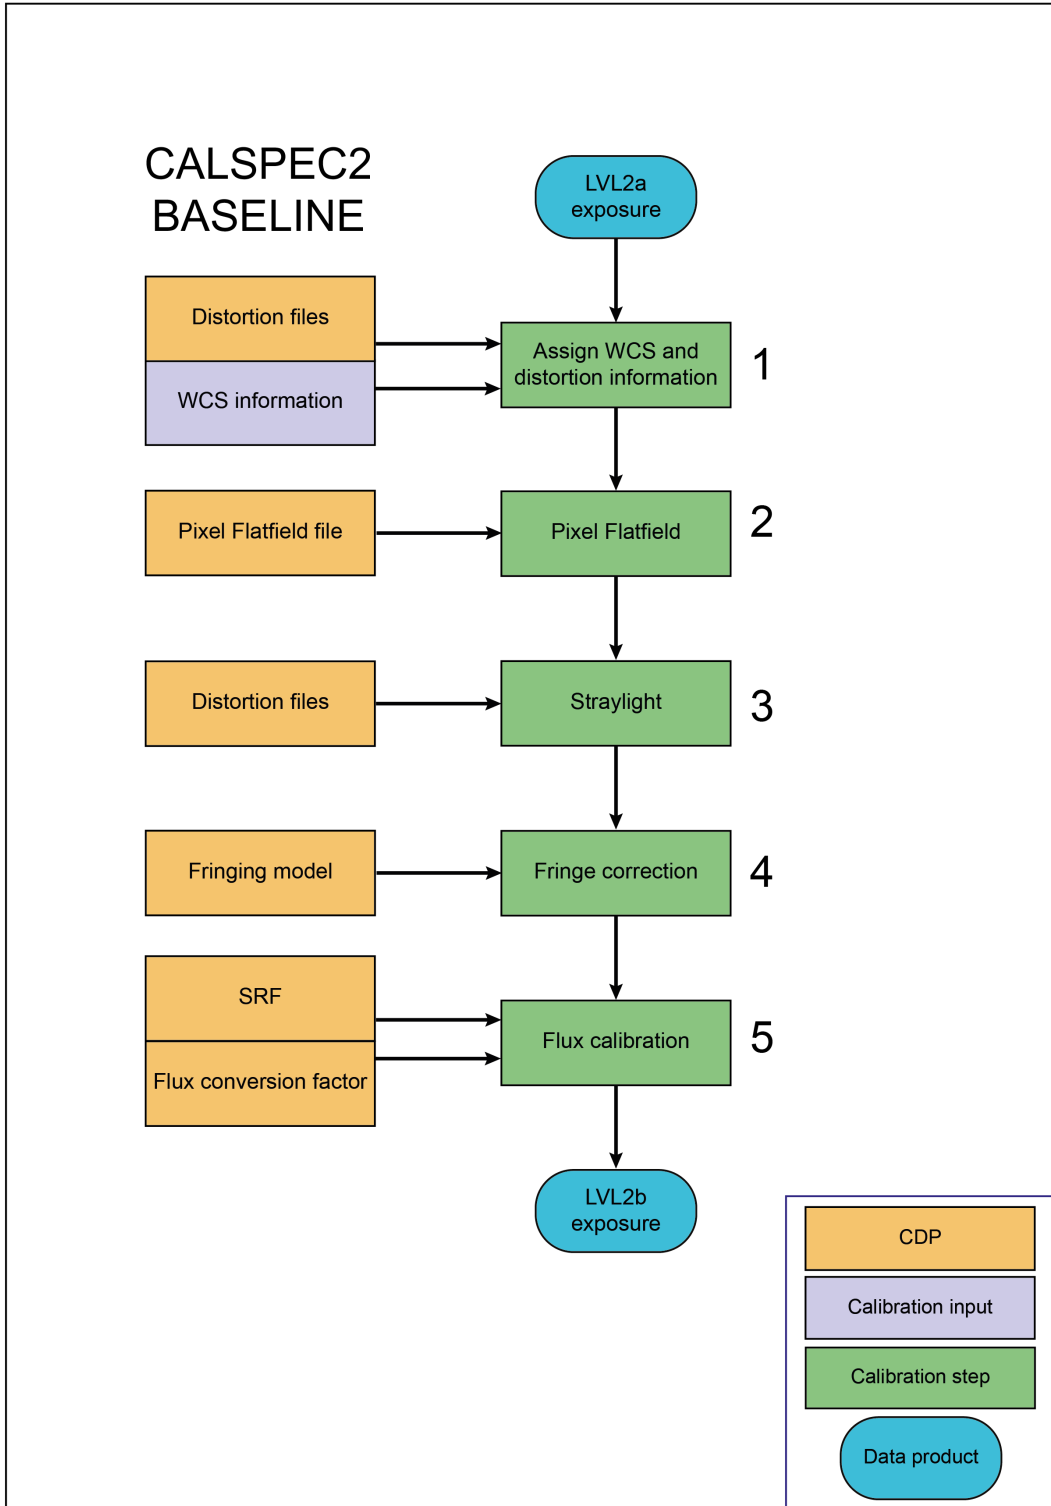 CALSPEC2
BASELINE
LVL2a
exposure
Distortion files
WCS information
Assign WCS and
distortion information
1
Pixel Flatfield file
Pixel Flatfield
2
Distortion files
Straylight
3
Fringing model
Fringe correction
4
SRF
Flux conversion factor
Flux calibration
5
LVL2b
exposure
CDP
Calibration input
Calibration step
Data product